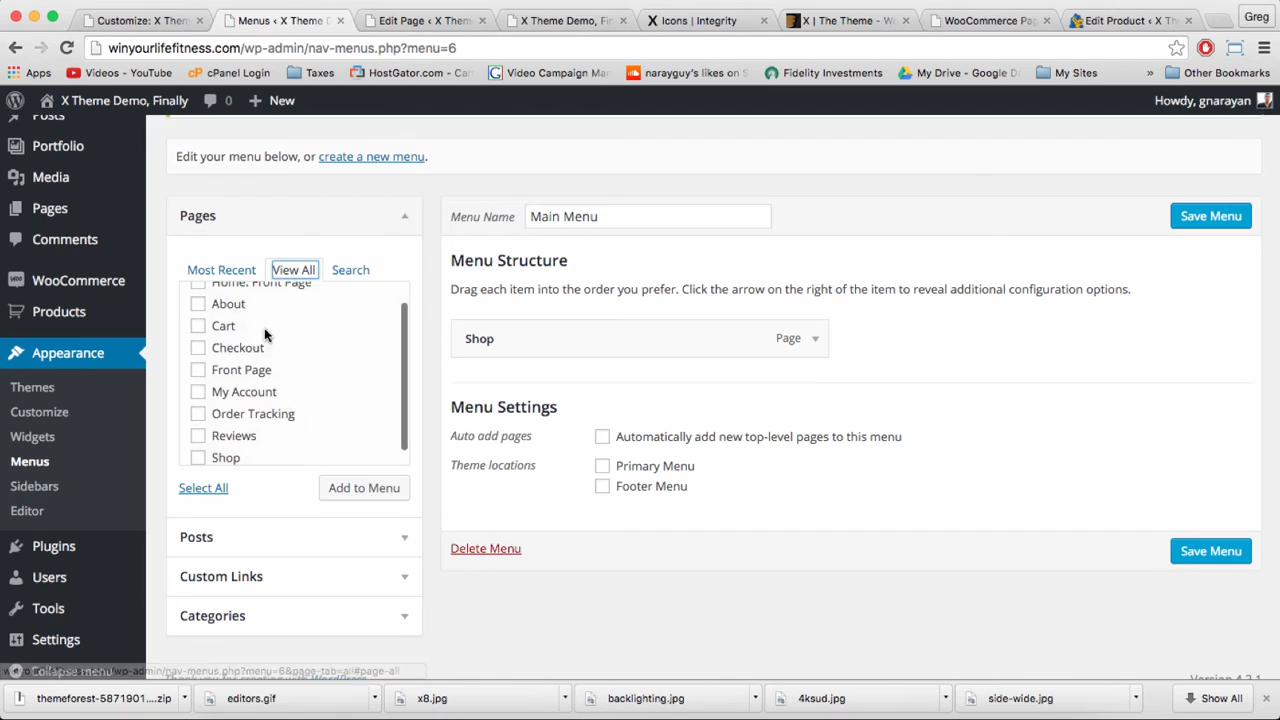 Customize: X Them
Menus ‹ X Theme D
Edit Page ‹ X Theme
X Theme Demo, Fin
Icons | Integrity
X | The Theme - W
WooCommerce Pag
Edit Product ‹ X Th
Greg
winyourlifefitness.com/wp-admin/nav-menus.php?menu=6
Apps
Videos - YouTube
cPanel Login
Taxes
HostGator.com - Ca
Video Campaign Ma
narayguy's likes on S
Fidelity Investments
My Drive - Google D
My Sites
»
Other Bookmarks
X Theme Demo, Finally
0
+ New
Howdy, gnarayan
Posts
Portfolio
Media
Pages
Comments
WooCommerce
Products
Appearance
Themes
Customize
Widgets
Menus
Sidebars
Editor
Plugins
Users
Tools
Settings
Collapse menu
Edit your menu below, or create a new menu.
Pages
Most Recent
View All
Search
Home: Front Page
About
Cart
Checkout
Front Page
My Account
Order Tracking
Reviews
Shop
Select All
Add to Menu
Posts
Custom Links
Categories
Menu Name
Main Menu
Save Menu
Menu Structure
Drag each item into the order you prefer. Click the arrow on the right of the item to reveal additional configuration options.
Shop
Page
Menu Settings
Auto add pages
Automatically add new top-level pages to this menu
Theme locations
Primary Menu
Footer Menu
Delete Menu
Save Menu
/wp-admin/nav-menus.php?menu=6&page-tab=all#page-all
themeforest-5871901....zip
editors.gif
x8.jpg
backlighting.jpg
4ksud.jpg
side-wide.jpg
Show All